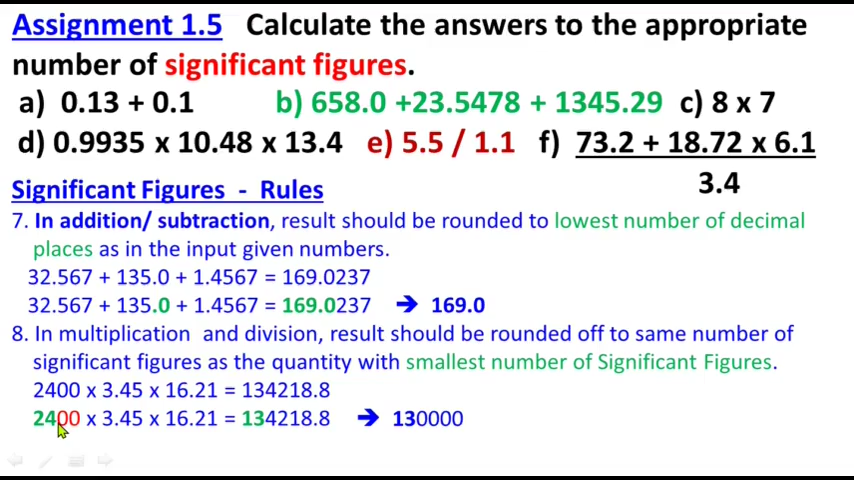 Assignment 1.5 Calculate the answers to the appropriate
number of significant figures.
a) 0.13 + 0.1 b) 658.0 +23.5478 + 1345.29 c) 8 x 7
d) 0.9935 x 10.48 x 13.4 e) 5.5 / 1.1 f) 73.2 + 18.72 x 6.1
3.4
Significant Figures - Rules
7. In addition/ subtraction, result should be rounded to lowest number of decimal
places as in the input given numbers.
32.567 + 135.0 + 1.4567 = 169.0237
32.567 + 135.0 + 1.4567 = 169.0237 ➔ 169.0
8. In multiplication and division, result should be rounded off to same number of
significant figures as the quantity with smallest number of Significant Figures.
2400 x 3.45 x 16.21 = 134218.8
2400 x 3.45 x 16.21 = 134218.8 ➔ 130000